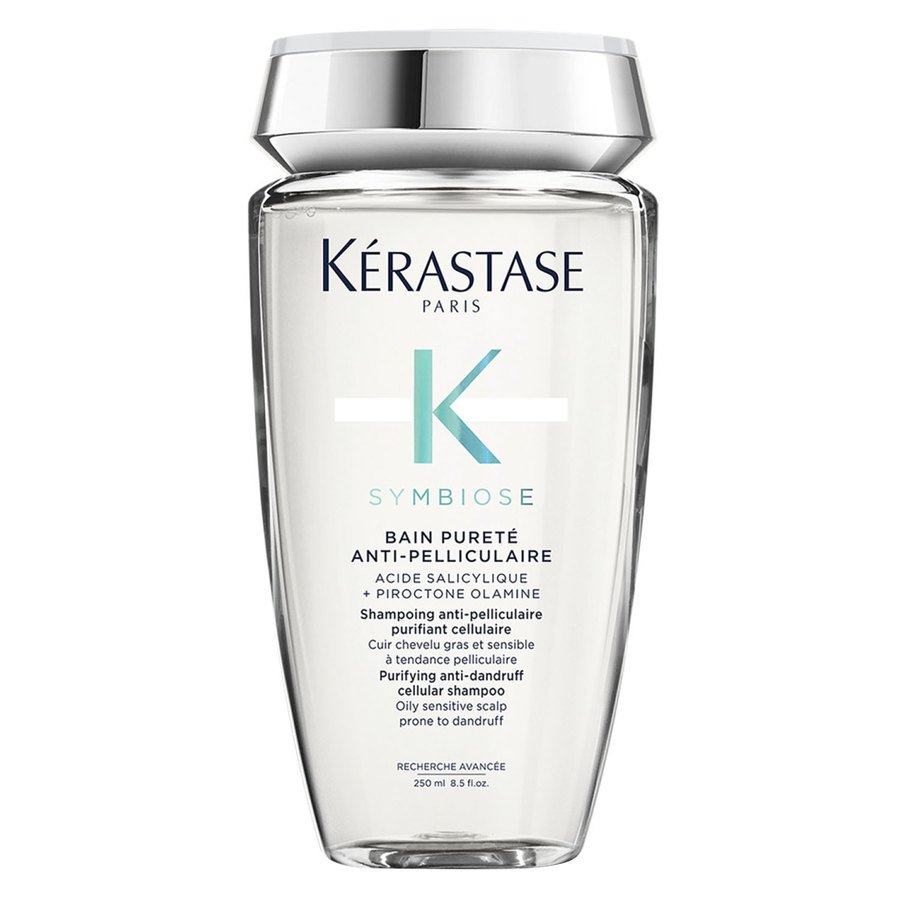 KÉRASTASE
PARIS
K
SYMBIOSE
BAIN PURETÉ
ANTI-PELLICULAIRE
ACIDE SALICYLIQUE
+ PIROCTONE OLAMINE
Shampoing anti-pelliculaire
purifiant cellulaire
Cuir chevelu gras et sensible
à tendance pelliculaire
Purifying anti-dandruff
cellular shampoo
Oily sensitive scalp
prone to dandruff
RECHERCHE AVANCÉE
250 ml 8.5 fl.oz.